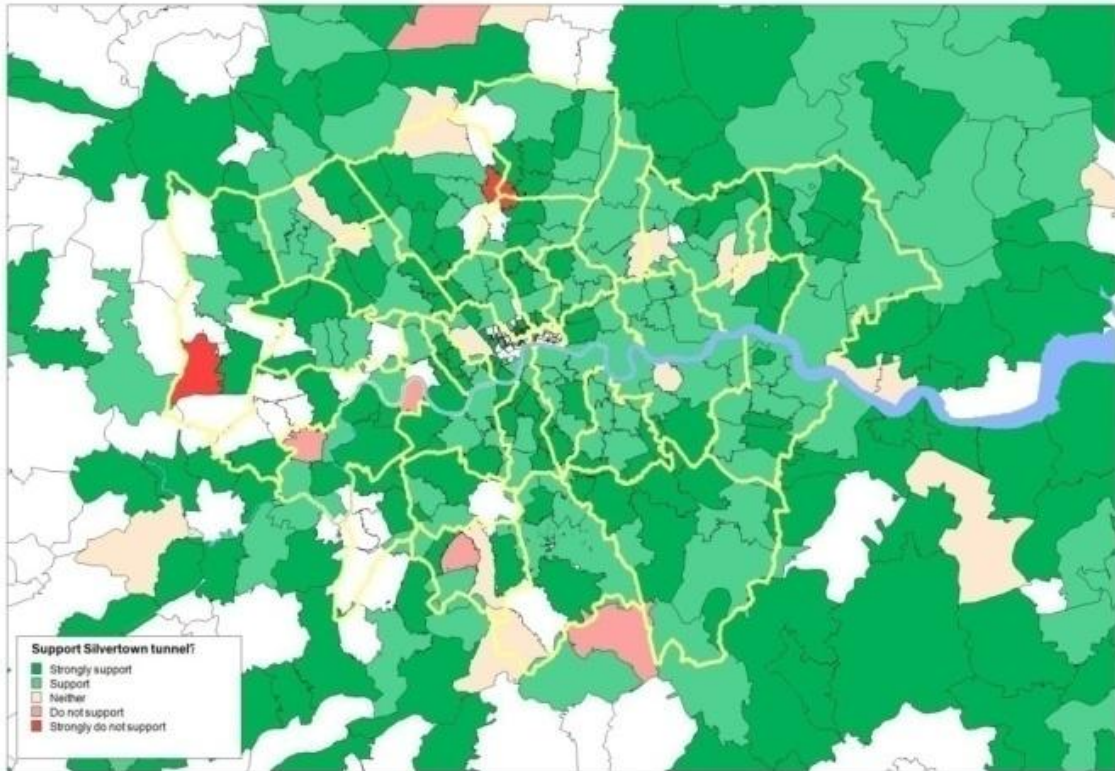 Support Silvertown tunnel?
Strongly support
Support
Neither
Do not support
Strongly do not support